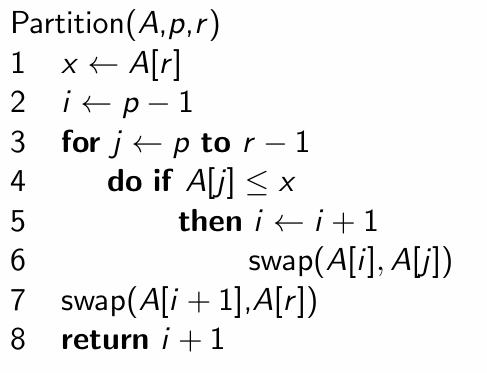 Partition(A,p,r)
1 x ← A[r]
2 i ← p − 1
3 for j ← p to r − 1
4 do if A[j] ≤ x
5 then i ← i + 1
6 swap(A[i], A[j])
7 swap(A[i + 1],A[r])
8 return i + 1